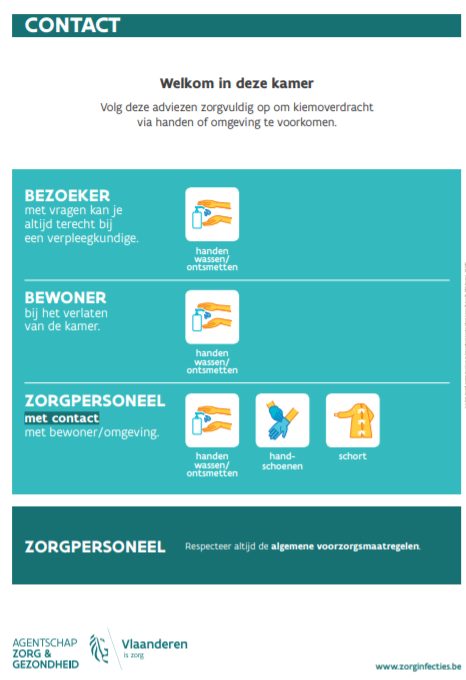 CONTACT
Welkom in deze kamer
Volg deze adviezen zorgvuldig op om kiemoverdracht
via handen of omgeving te voorkomen.
BEZOEKER
met vragen kan je
altijd terecht bij
een verpleegkundige.
handen
wassen/
ontsmetten
BEWONER
bij het verlaten
van de kamer.
handen
wassen/
ontsmetten
ZORGPERSONEEL
met contact
met bewoner/omgeving.
handen
wassen/
ontsmetten
hand-
schoenen
schort
ZORGPERSONEEL
Respecteer altijd de algemene voorzorgsmaatregelen.
AGENTSCHAP
ZORG &
GEZONDHEID
Vlaanderen
is zorg
www.zorginfecties.be